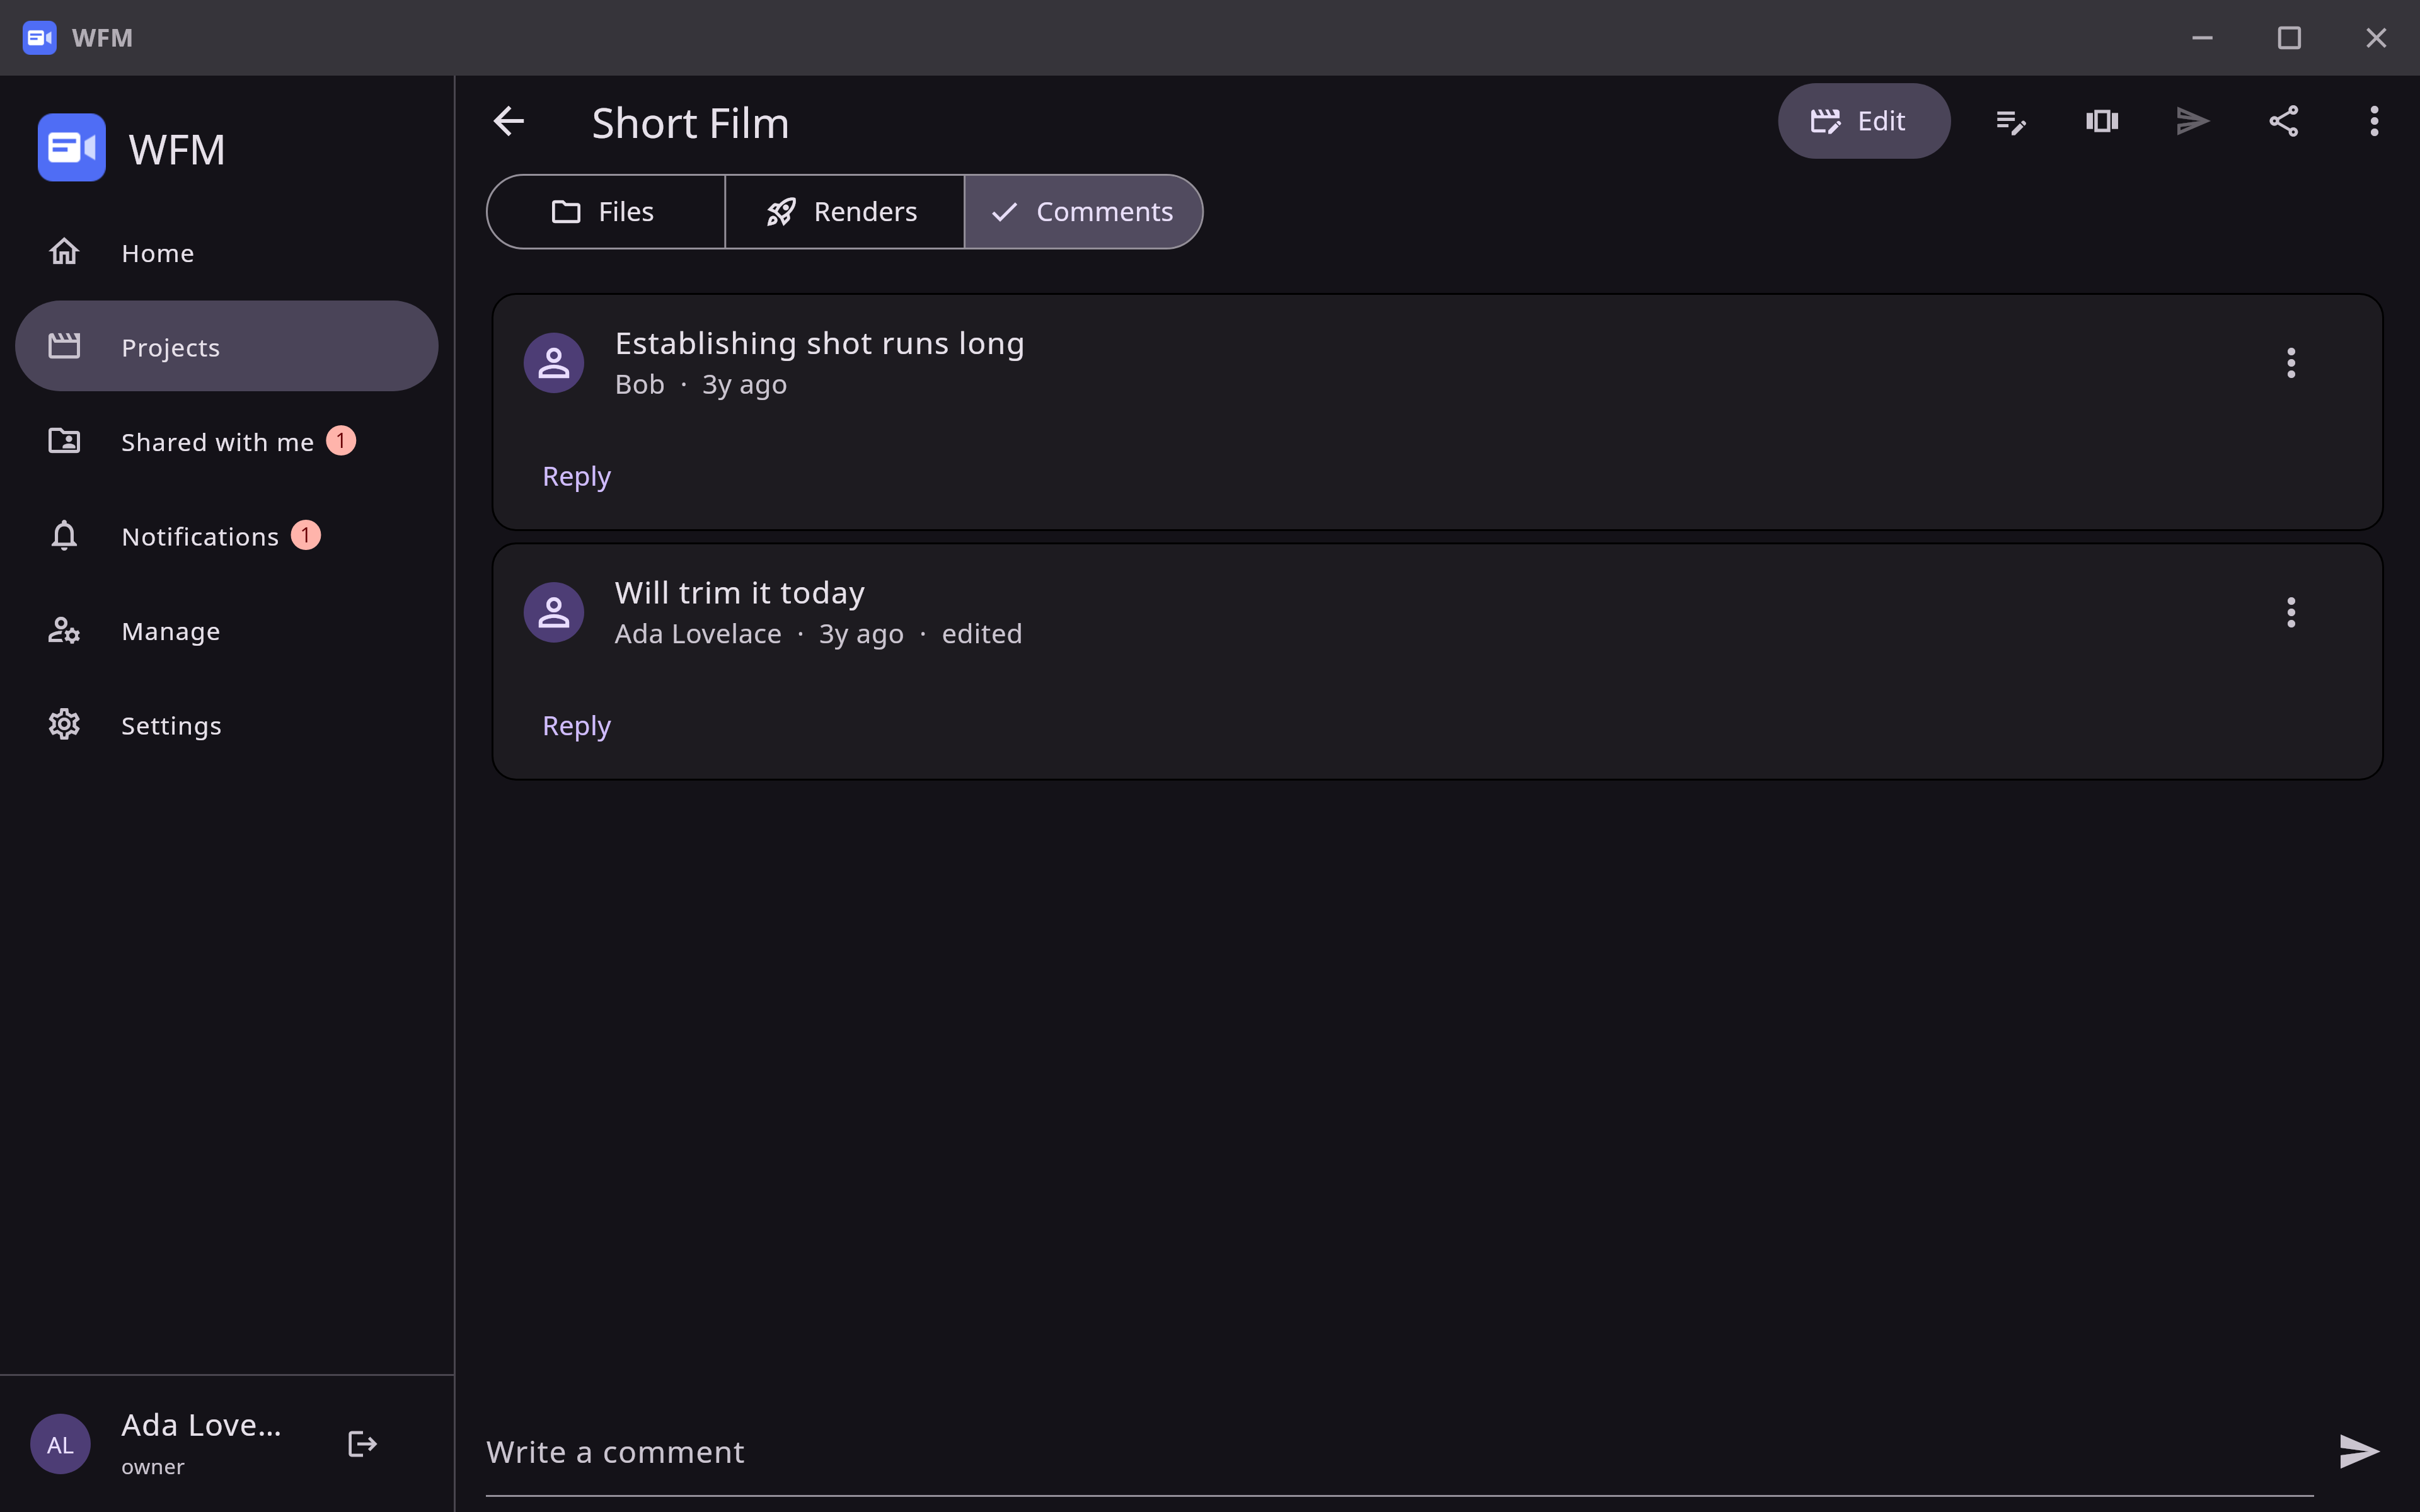 WFM
WFM
Home
Projects
Shared with me 1
Notifications 1
Manage
Settings
AL
Ada Love...
owner
Short Film
Edit
Files
Renders
Comments
Establishing shot runs long
Bob · 3y ago
Reply
Will trim it today
Ada Lovelace · 3y ago · edited
Reply
Write a comment